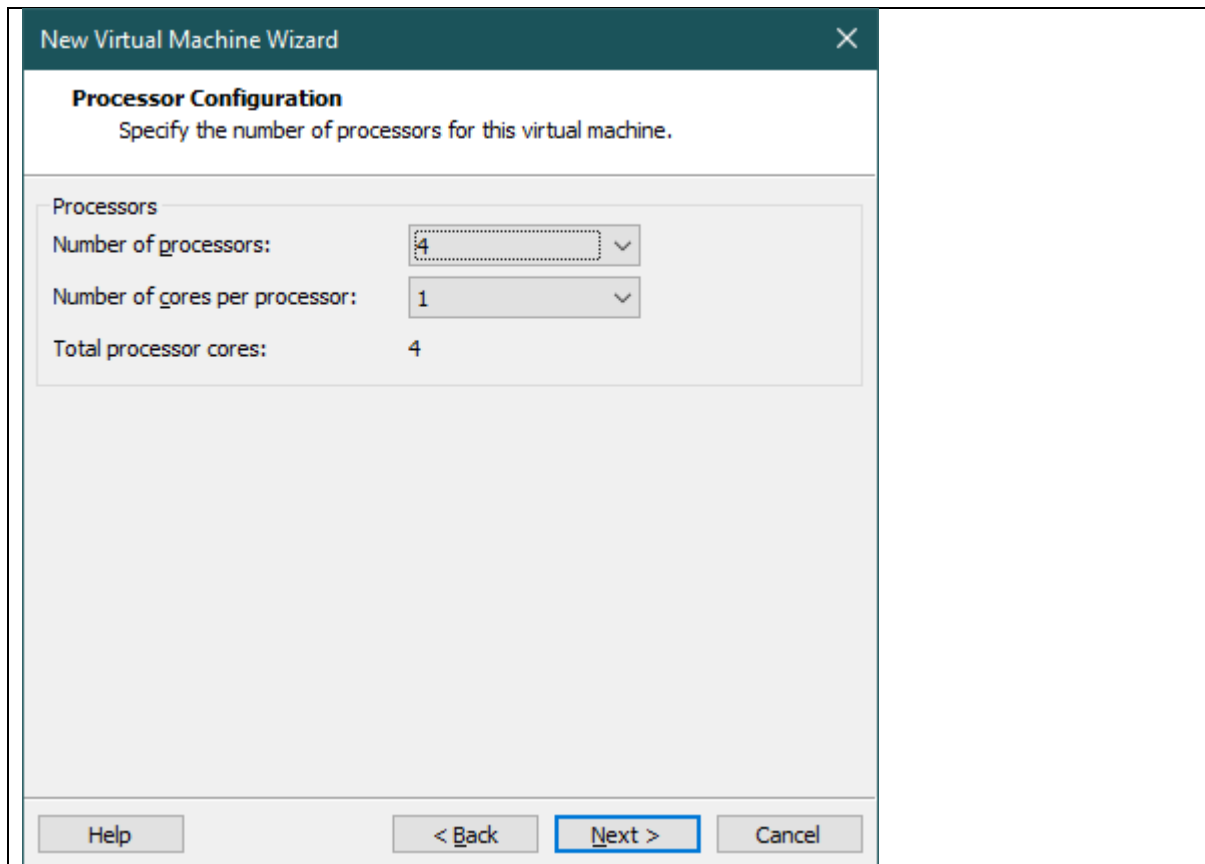 New Virtual Machine Wizard
Processor Configuration
Specify the number of processors for this virtual machine.
Processors
Number of processors: 4
Number of cores per processor: 1
Total processor cores: 4
Help < Back Next > Cancel